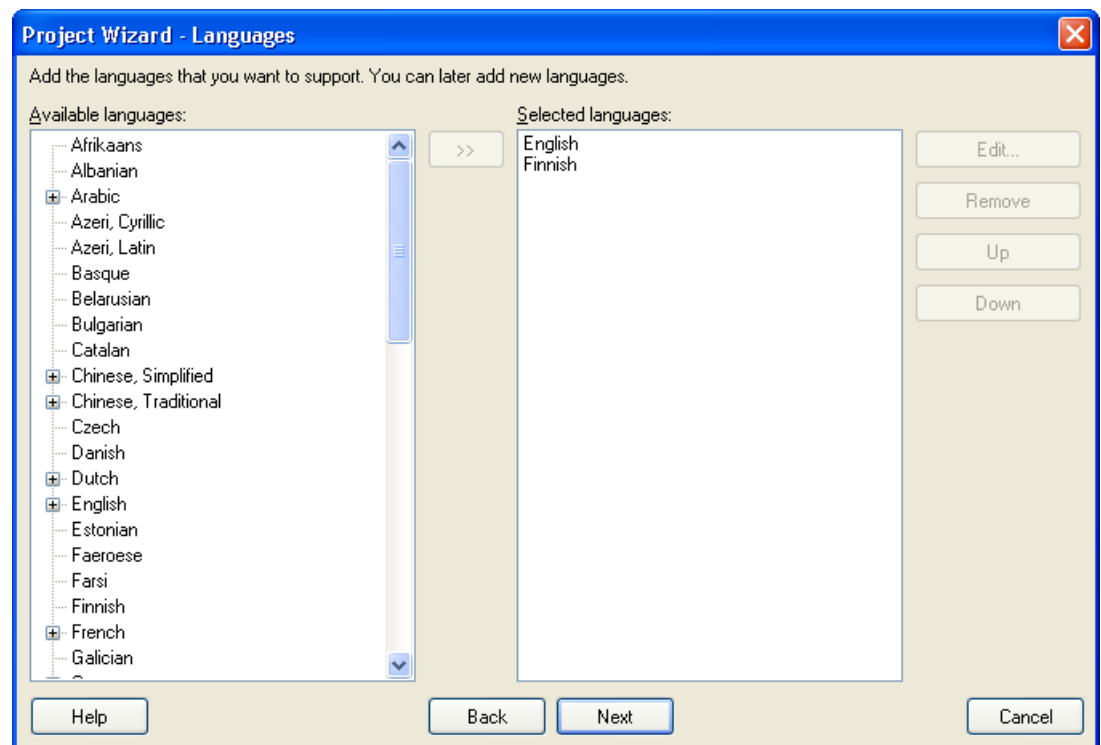 Project Wizard - Languages
Add the languages that you want to support. You can later add new languages.
Available languages:
Afrikaans
Albanian
Arabic
Azeri, Cyrillic
Azeri, Latin
Basque
Belarusian
Bulgarian
Catalan
Chinese, Simplified
Chinese, Traditional
Czech
Danish
Dutch
English
Estonian
Faeroese
Farsi
Finnish
French
Galician
>>
Selected languages:
English
Finnish
Edit...
Remove
Up
Down
Help
Back
Next
Cancel